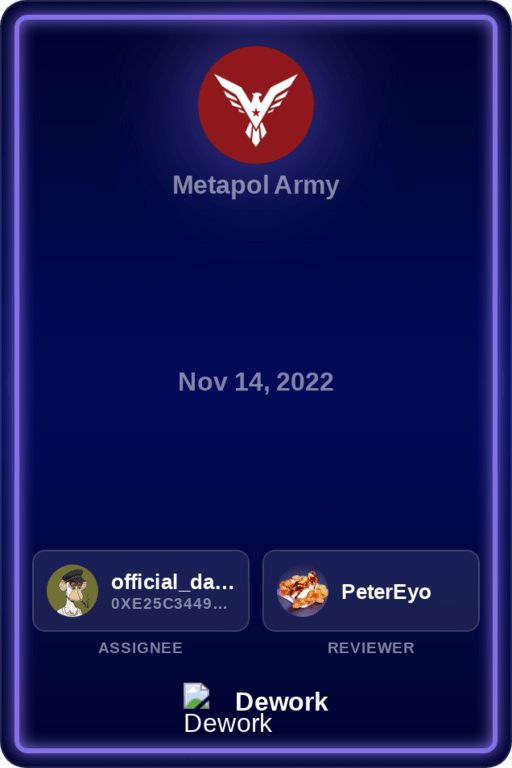 Metapol Army
Nov 14, 2022
official_da...
0XE25C3449...
PeterEyo
ASSIGNEE
REVIEWER
Dework
Dework